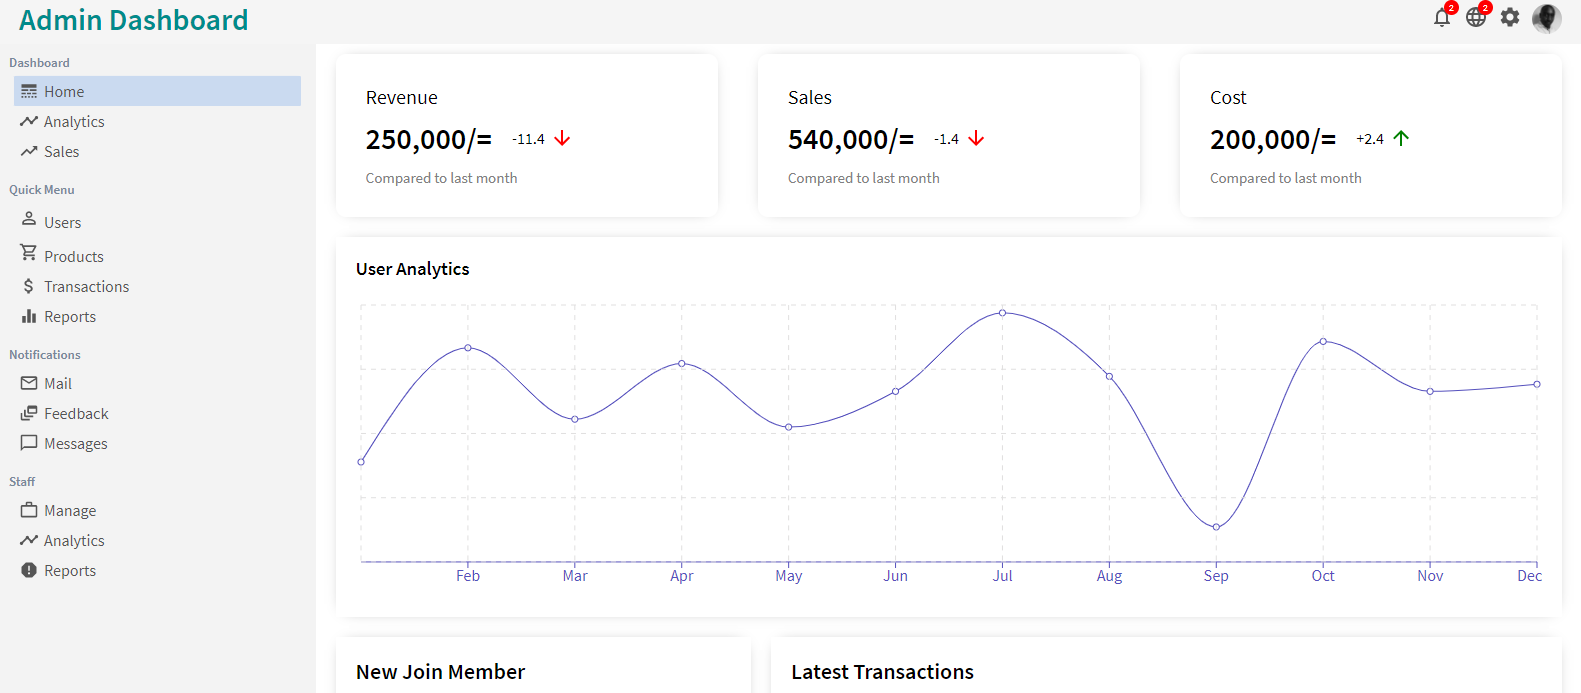 Admin Dashboard
2
2
Dashboard
Home
Analytics
Sales
Quick Menu
Users
Products
Transactions
Reports
Notifications
Mail
Feedback
Messages
Staff
Manage
Analytics
Reports
Revenue
250,000/= -11.4
Compared to last month
Sales
540,000/= -1.4
Compared to last month
Cost
200,000/= +2.4
Compared to last month
User Analytics
Feb Mar Apr May Jun Jul Aug Sep Oct Nov Dec
New Join Member
Latest Transactions